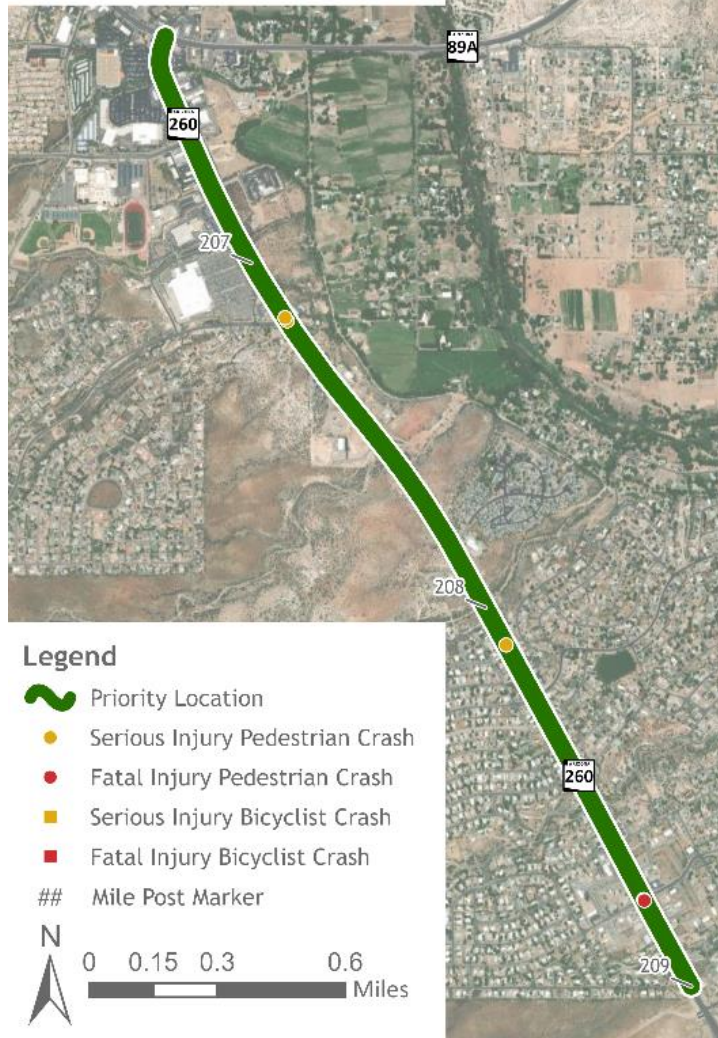 89A
260
207
208
260
209
Legend
Priority Location
Serious Injury Pedestrian Crash
Fatal Injury Pedestrian Crash
Serious Injury Bicyclist Crash
Fatal Injury Bicyclist Crash
## Mile Post Marker
N
0 0.15 0.3 0.6
Miles